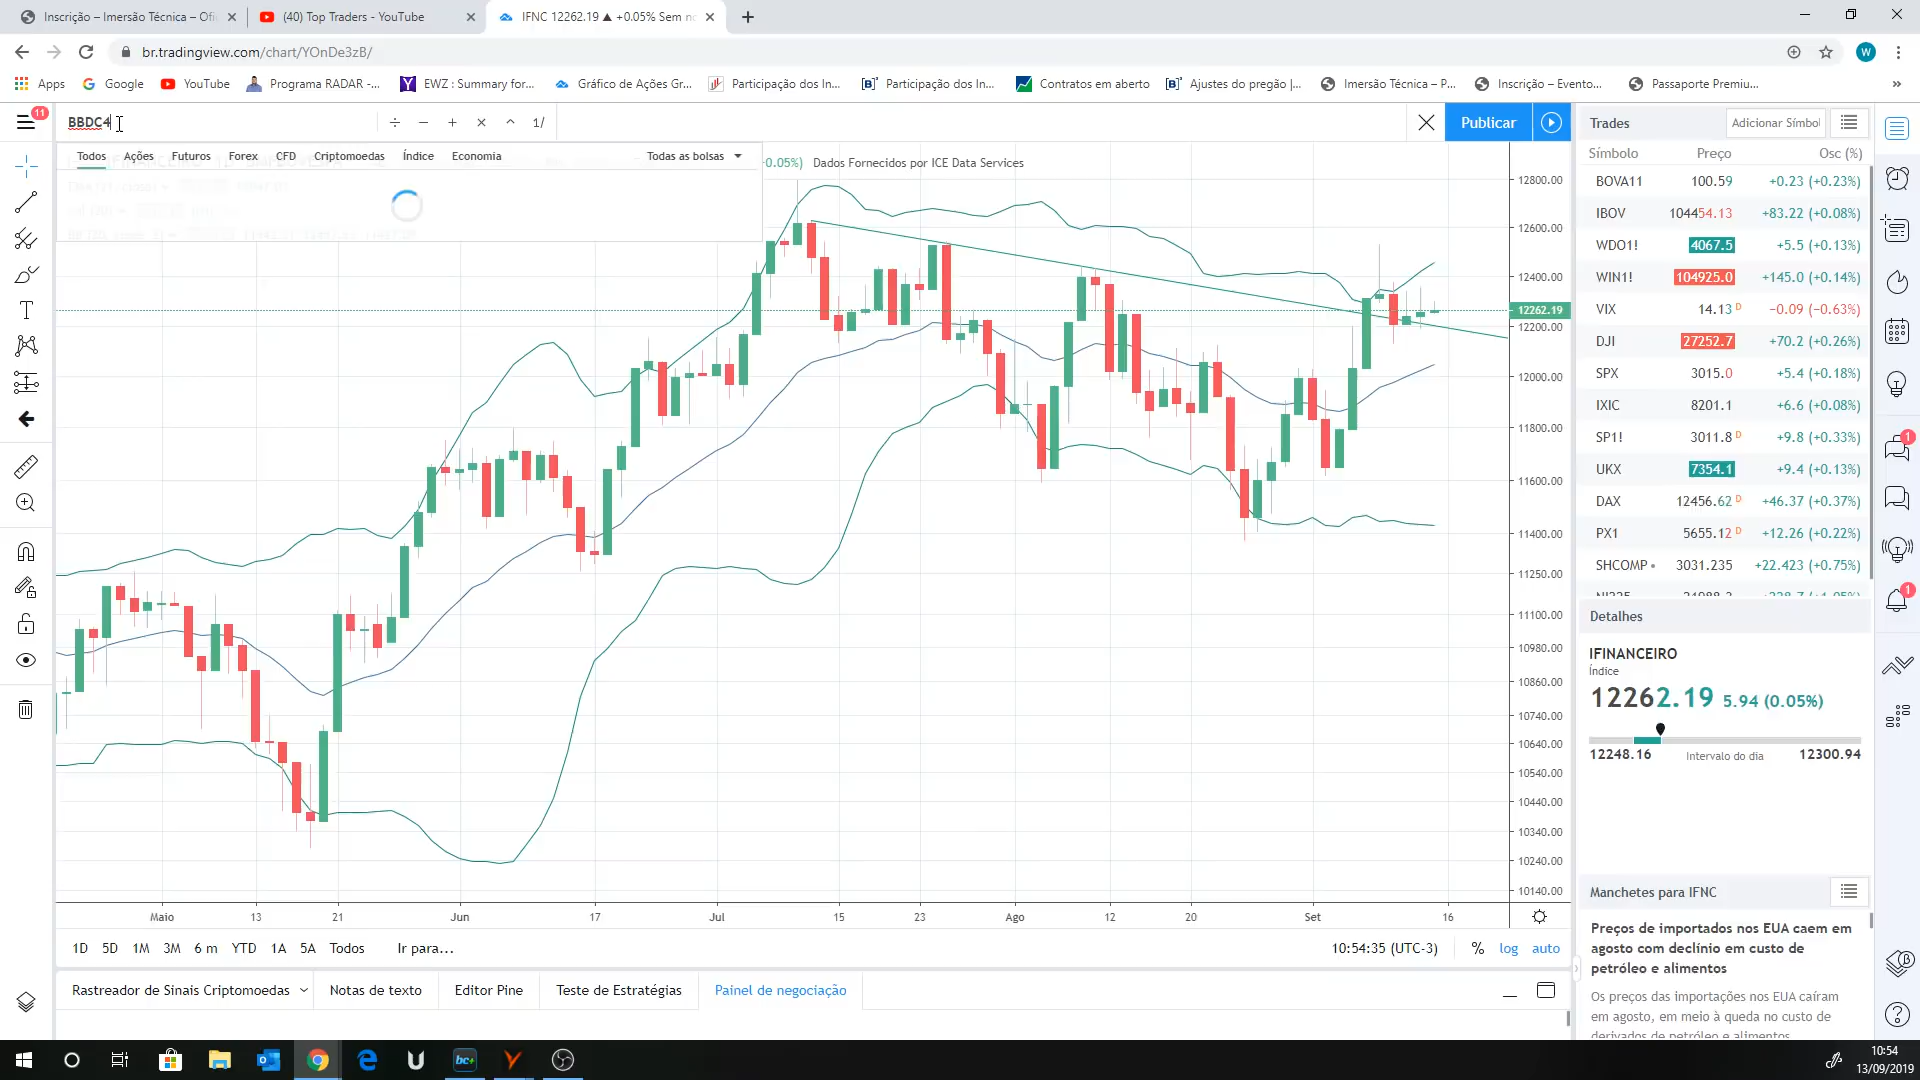 Inscrição – Imersão Técnica – Ofi
(40) Top Traders - YouTube
IFNC 12262.19 ▲ +0.05% Sem no
br.tradingview.com/chart/YOnDe3zB/
W
Apps
Google
YouTube
Programa RADAR -...
EWZ : Summary for...
Gráfico de Ações Gr...
Participação dos In...
Participação dos In...
Contratos em aberto
Ajustes do pregão |...
Imersão Técnica – P...
Inscrição – Evento...
Passaporte Premiu...
»
11
BBDC4
÷ − + × ^ 1/
Publicar
Todos Ações Futuros Forex CFD Criptomoedas Índice Economia Todas as bolsas
0.05%) Dados Fornecidos por ICE Data Services
12800.00
12600.00
12400.00
12262.19
12200.00
12000.00
11800.00
11600.00
11400.00
11250.00
11100.00
10980.00
10860.00
10740.00
10640.00
10540.00
10440.00
10340.00
10240.00
10140.00
Maio 13 21 Jun 17 Jul 15 23 Ago 12 20 Set 16
1D 5D 1M 3M 6 m YTD 1A 5A Todos Ir para...
10:54:35 (UTC-3) % log auto
Rastreador de Sinais Criptomoedas
Notas de texto
Editor Pine
Teste de Estratégias
Painel de negociação
Trades
Adicionar Símbol
Símbolo Preço Osc (%)
BOVA11 100.59 +0.23 (+0.23%)
IBOV 104454.13 +83.22 (+0.08%)
WDO1! 4067.5 +5.5 (+0.13%)
WIN1! 104925.0 +145.0 (+0.14%)
VIX 14.13 D −0.09 (−0.63%)
DJI 27252.7 +70.2 (+0.26%)
SPX 3015.0 +5.4 (+0.18%)
IXIC 8201.1 +6.6 (+0.08%)
SP1! 3011.8 D +9.8 (+0.33%)
UKX 7354.1 +9.4 (+0.13%)
DAX 12456.62 D +46.37 (+0.37%)
PX1 5655.12 D +12.26 (+0.22%)
SHCOMP 3031.235 +22.423 (+0.75%)
Detalhes
IFINANCEIRO
Índice
12262.19 5.94 (0.05%)
12248.16 Intervalo do dia 12300.94
Manchetes para IFNC
Preços de importados nos EUA caem em
agosto com declínio em custo de
petróleo e alimentos
Os preços das importações nos EUA caíram
em agosto, em meio à queda no custo de
derivados de petróleo e alimentos
1
1
bc+
10:54
13/09/2019